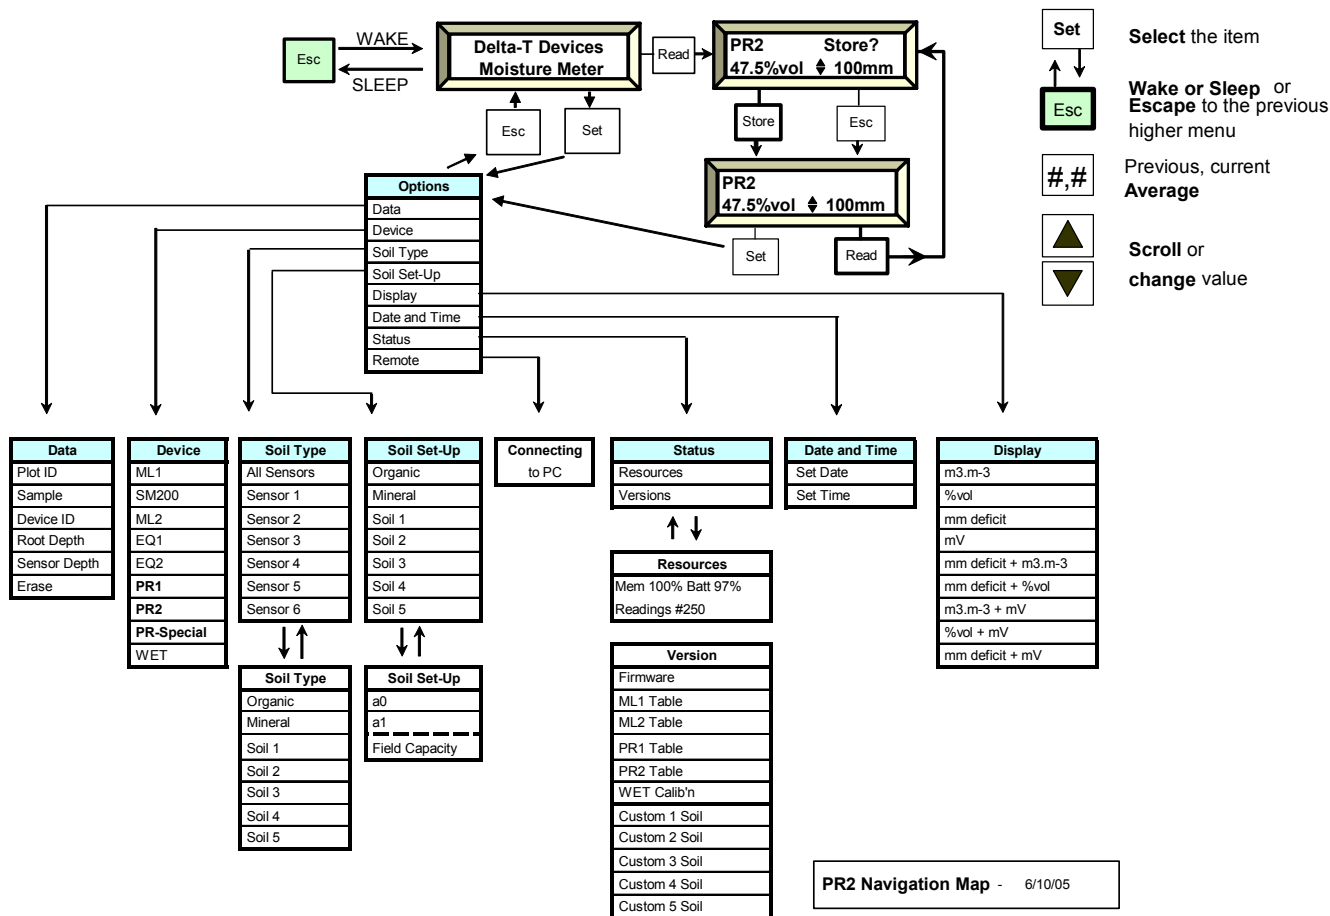 Esc
WAKE
SLEEP
Delta-T Devices
Moisture Meter
Read
PR2 Store?
47.5%vol 100mm
Esc
Set
Store
Esc
PR2
47.5%vol 100mm
Set
Read
Set
Select the item
Esc
Wake or Sleep or
Escape to the previous
higher menu
#,#
Previous, current
Average
Scroll or
change value
Options
Data
Device
Soil Type
Soil Set-Up
Display
Date and Time
Status
Remote
Data
Plot ID
Sample
Device ID
Root Depth
Sensor Depth
Erase
Device
ML1
SM200
ML2
EQ1
EQ2
PR1
PR2
PR-Special
WET
Soil Type
All Sensors
Sensor 1
Sensor 2
Sensor 3
Sensor 4
Sensor 5
Sensor 6
Soil Type
Organic
Mineral
Soil 1
Soil 2
Soil 3
Soil 4
Soil 5
Soil Set-Up
Organic
Mineral
Soil 1
Soil 2
Soil 3
Soil 4
Soil 5
Soil Set-Up
a0
a1
Field Capacity
Connecting
to PC
Status
Resources
Versions
Resources
Mem 100% Batt 97%
Readings #250
Version
Firmware
ML1 Table
ML2 Table
PR1 Table
PR2 Table
WET Calib'n
Custom 1 Soil
Custom 2 Soil
Custom 3 Soil
Custom 4 Soil
Custom 5 Soil
Date and Time
Set Date
Set Time
Display
m3.m-3
%vol
mm deficit
mV
mm deficit + m3.m-3
mm deficit + %vol
m3.m-3 + mV
%vol + mV
mm deficit + mV
PR2 Navigation Map - 6/10/05